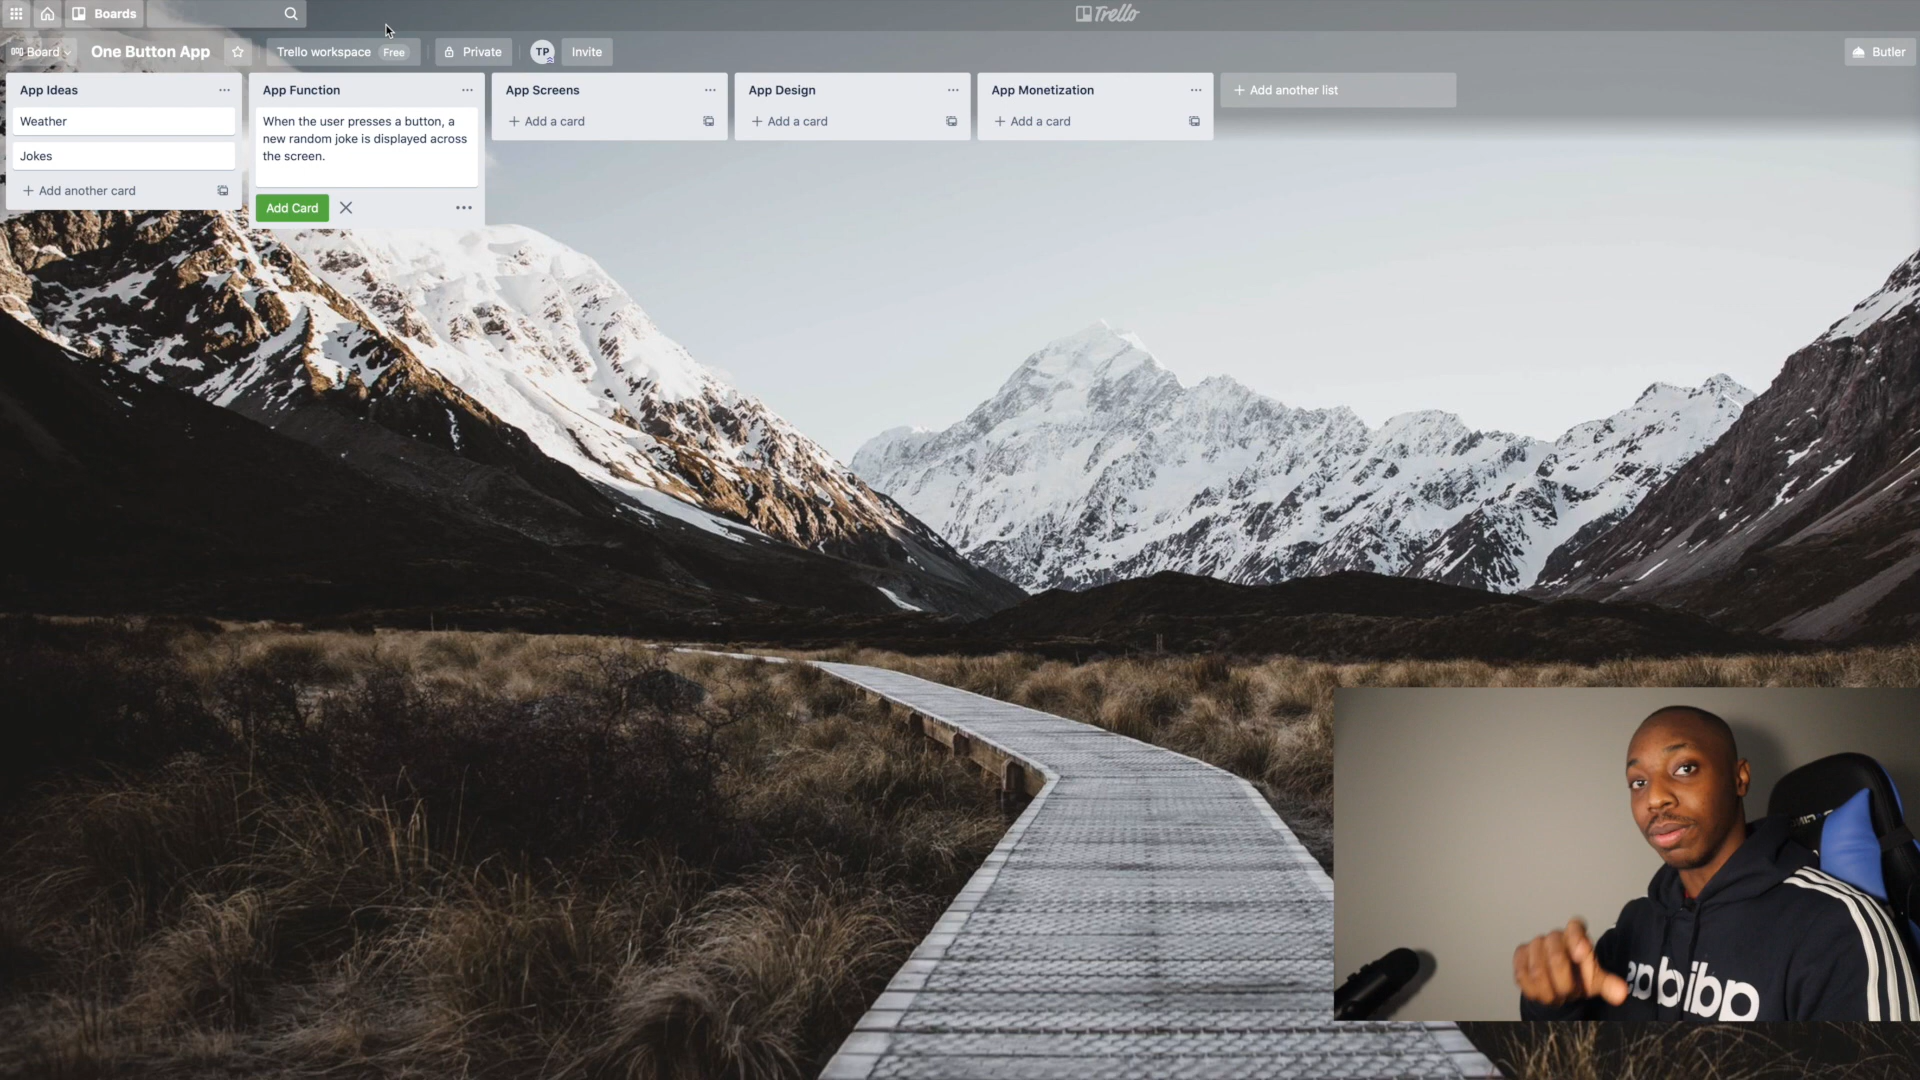 Boards
Trello
Board
One Button App
Trello workspace
Free
Private
TP
Invite
Butler
App Ideas
Weather
Jokes
Add another card
App Function
When the user presses a button, a
new random joke is displayed across
the screen.
Add Card
App Screens
Add a card
App Design
Add a card
App Monetization
Add a card
Add another list